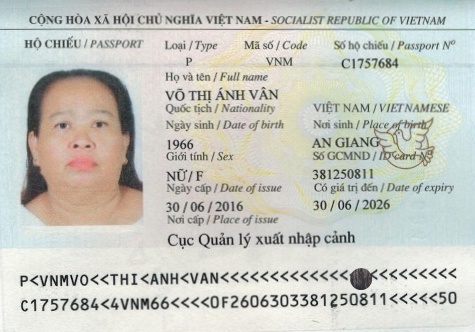 CỘNG HÒA XÃ HỘI CHỦ NGHĨA VIỆT NAM - SOCIALIST REPUBLIC OF VIETNAM
HỘ CHIẾU / PASSPORT
Loại / Type Mã số / Code Số hộ chiếu / Passport Nº
P VNM C1757684
Họ và tên / Full name
VÕ THỊ ÁNH VÂN
Quốc tịch / Nationality VIỆT NAM / VIETNAMESE
Ngày sinh / Date of birth Nơi sinh / Place of birth
1966 AN GIANG
Giới tính / Sex Số GCMND / ID card Nº
NỮ / F 381250811
Ngày cấp / Date of issue Có giá trị đến / Date of expiry
30 / 06 / 2016 30 / 06 / 2026
Nơi cấp / Place of issue
Cục Quản lý xuất nhập cảnh
P<VNMVO<<THI<ANH<VAN<<<<<<<<<<<<<<<<<<<<<<<<
C1757684<4VNM66<<<<0F2606303381250811<<<<<50